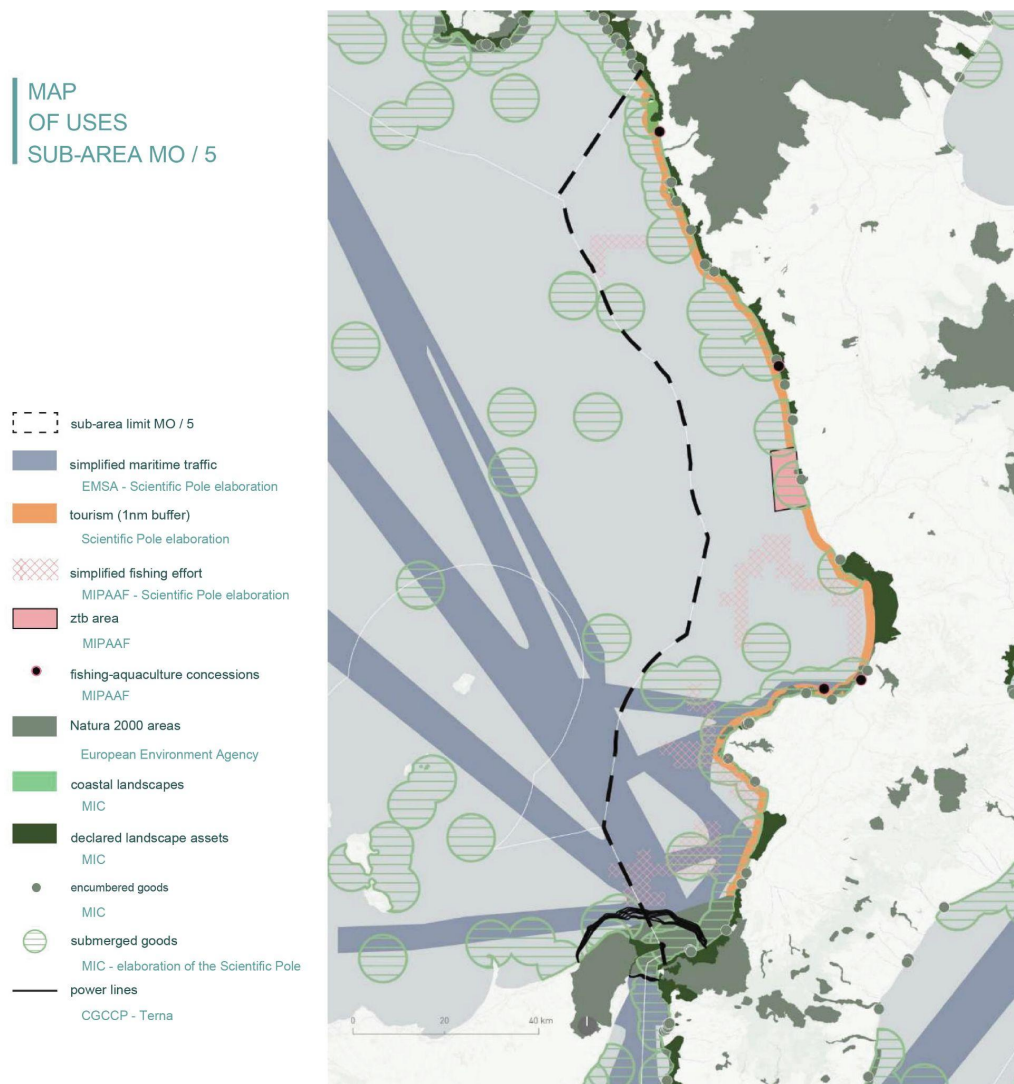 MAP
OF USES
SUB-AREA MO / 5
sub-area limit MO / 5
simplified maritime traffic
EMSA - Scientific Pole elaboration
tourism (1nm buffer)
Scientific Pole elaboration
simplified fishing effort
MIPAAF - Scientific Pole elaboration
ztb area
MIPAAF
fishing-aquaculture concessions
MIPAAF
Natura 2000 areas
European Environment Agency
coastal landscapes
MIC
declared landscape assets
MIC
encumbered goods
MIC
submerged goods
MIC - elaboration of the Scientific Pole
power lines
CGCCP - Terna
0 20 40 km